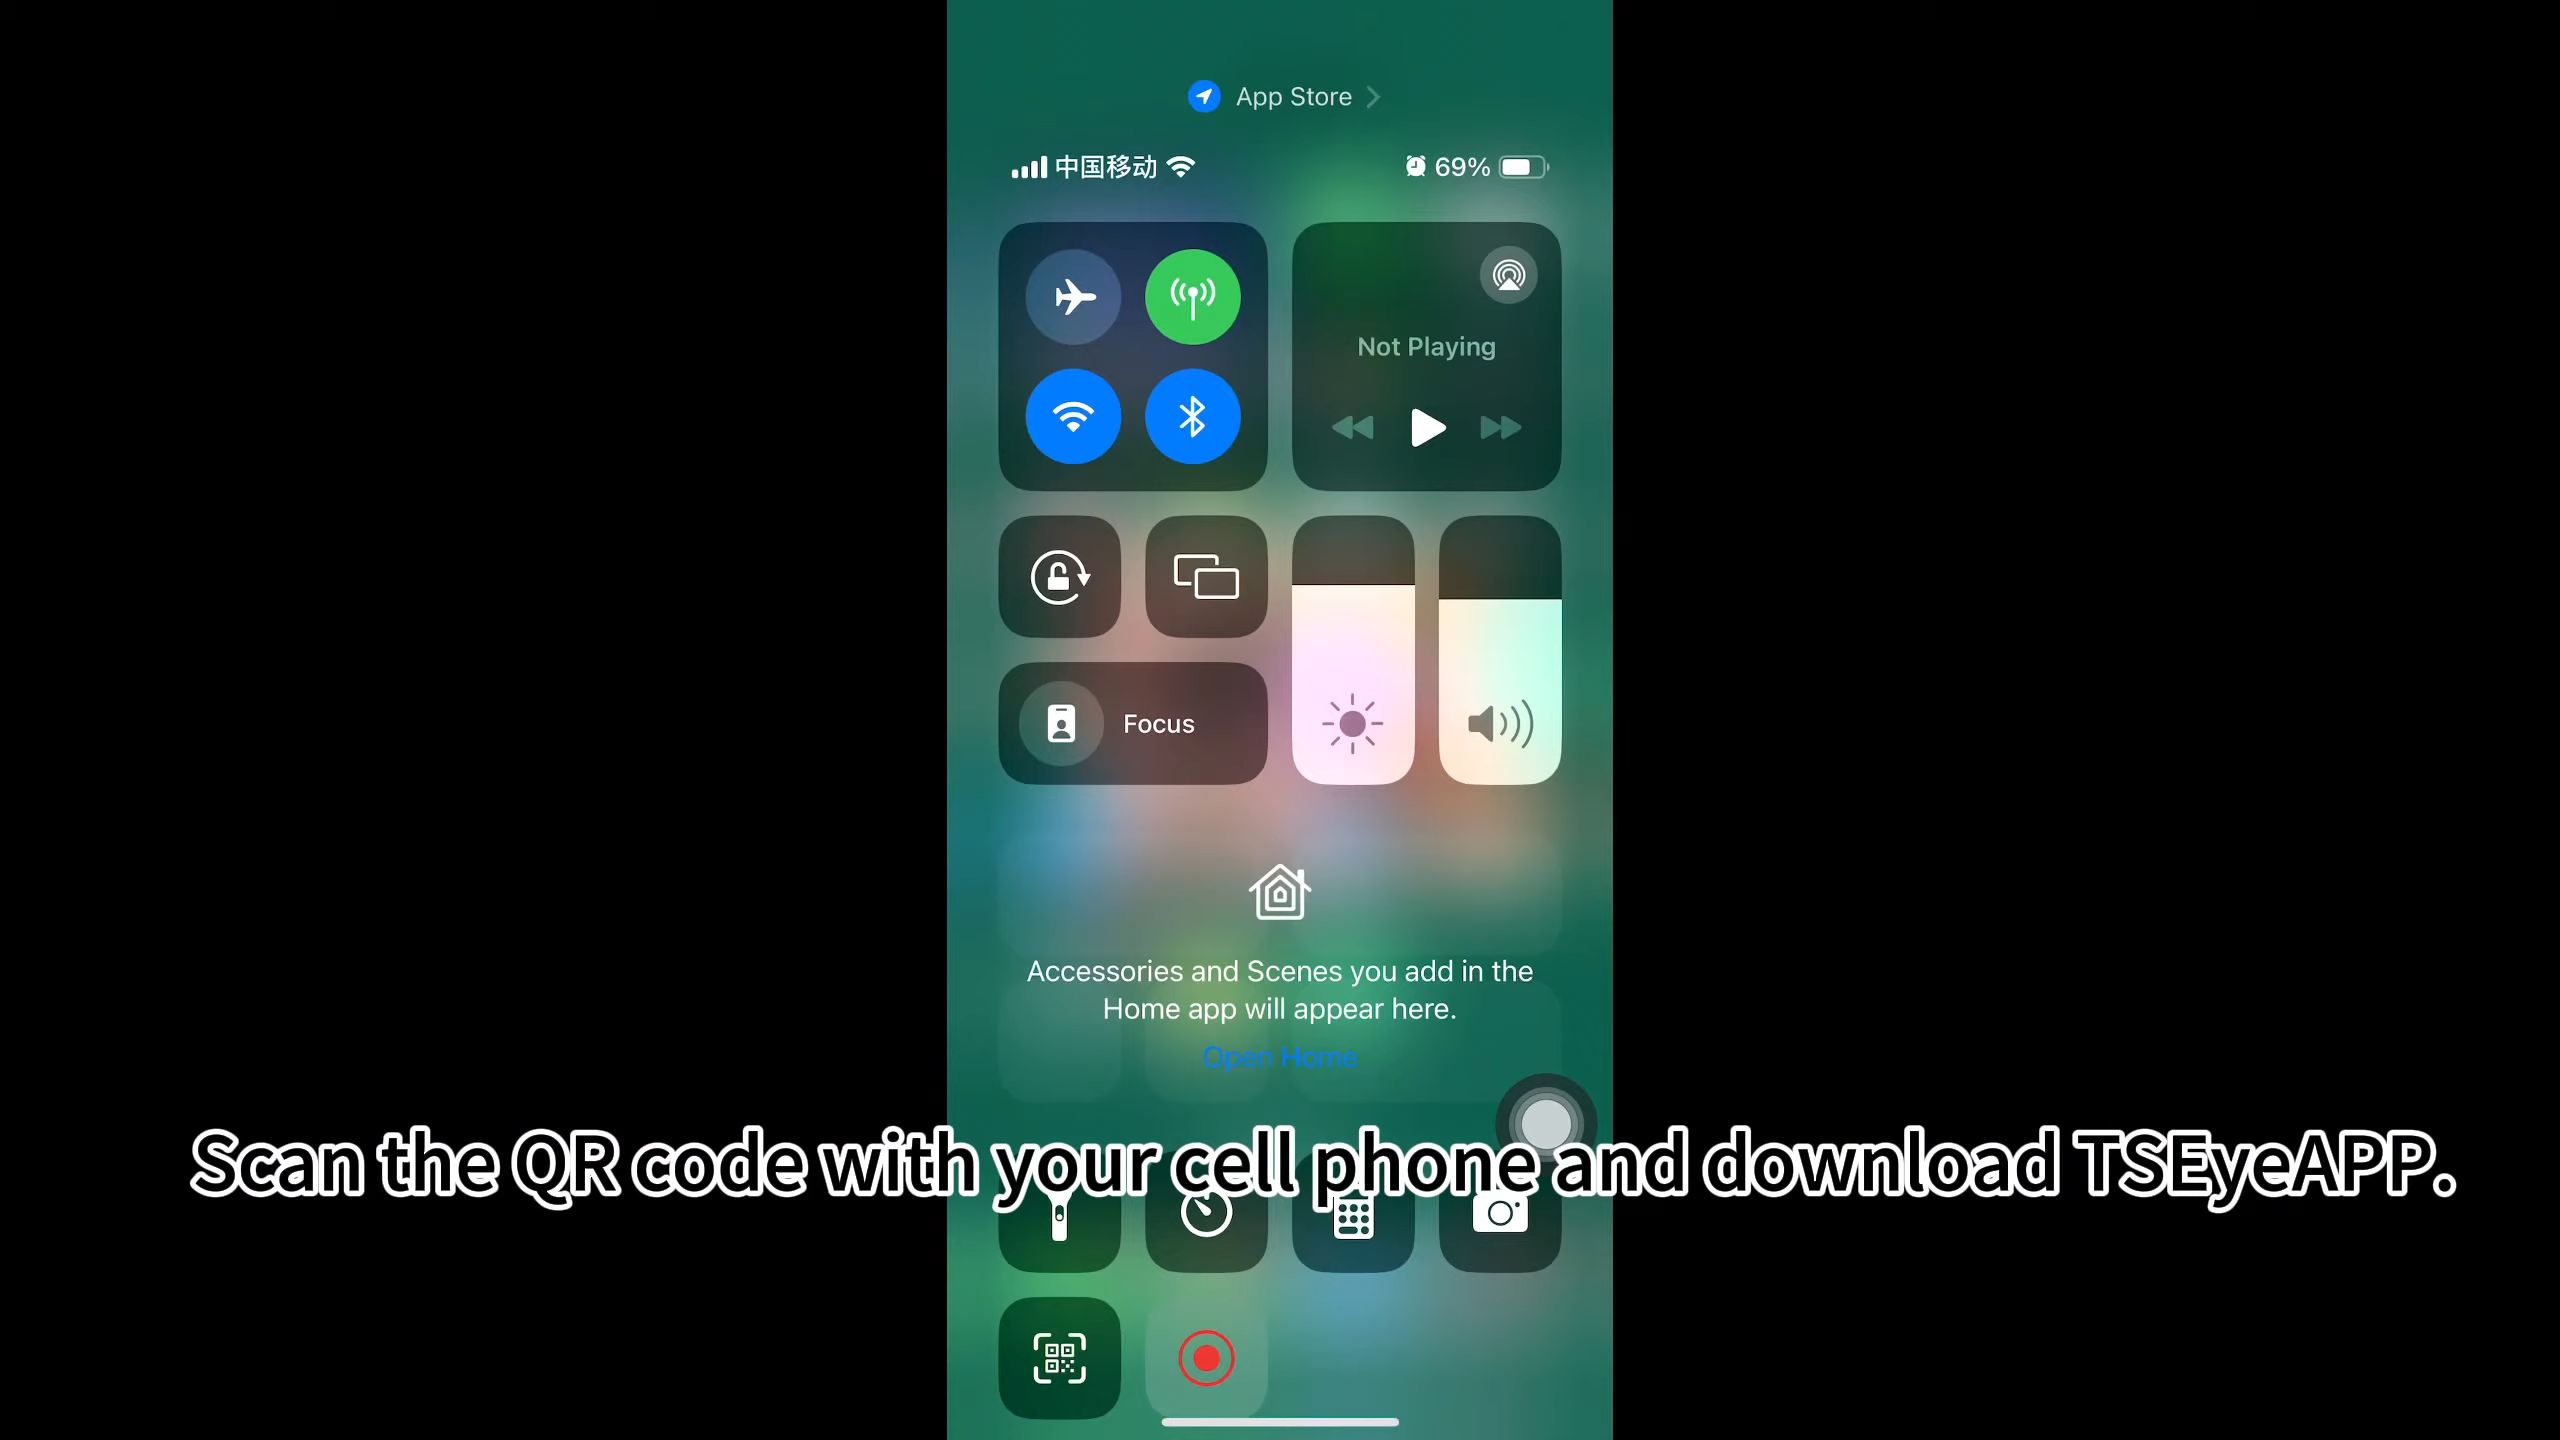 App Store
中国移动
69%
Not Playing
Focus
Accessories and Scenes you add in the
Home app will appear here.
Open Home
Scan the QR code with your cell phone and download TSEyeAPP.